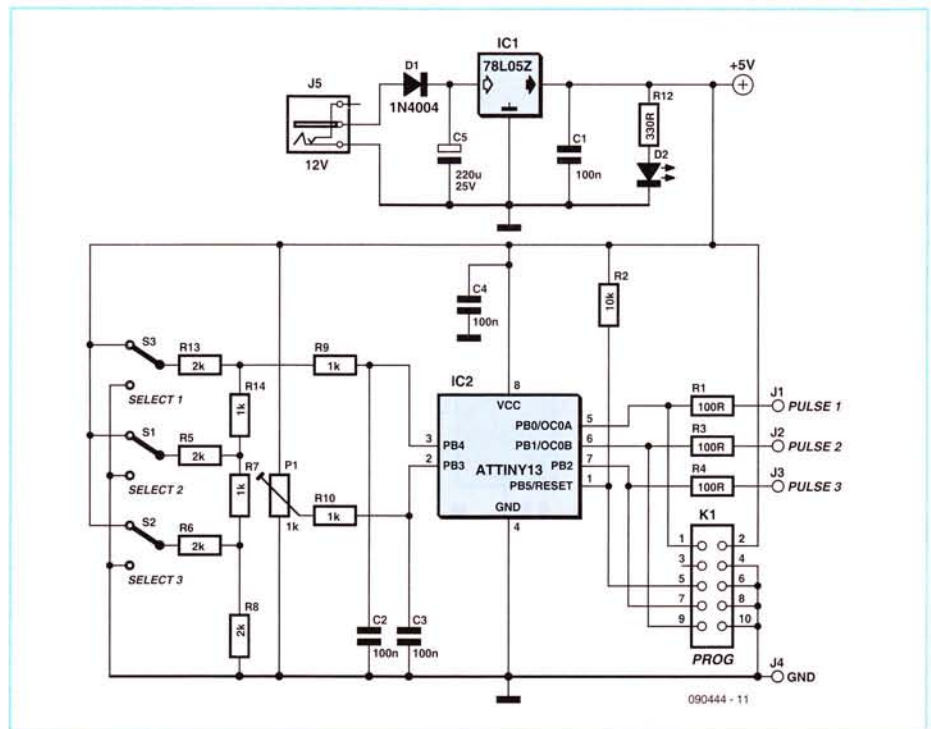 IC1
78L05Z
D1
1N4004
+5V
J5
12V
C5
220u
25V
C1
100n
R12
330R
D2
R2
10k
C4
100n
S3
R13
2k
R9
1k
SELECT 1
R14
1k
S1
R5
2k
SELECT 2
R7
1k
P1
1k
R10
1k
S2
R6
2k
SELECT 3
R8
2k
C2
100n
C3
100n
IC2
8
VCC
PB0/OC0A
5
3
PB4
PB1/OC0B
6
2
PB3
ATTINY13
PB2
7
PB5/RESET
1
GND
4
R1
100R
J1
PULSE 1
R3
100R
J2
PULSE 2
R4
100R
J3
PULSE 3
K1
1 2
3 4
5 6
7 8
9 10
PROG
J4
GND
090444 - 11